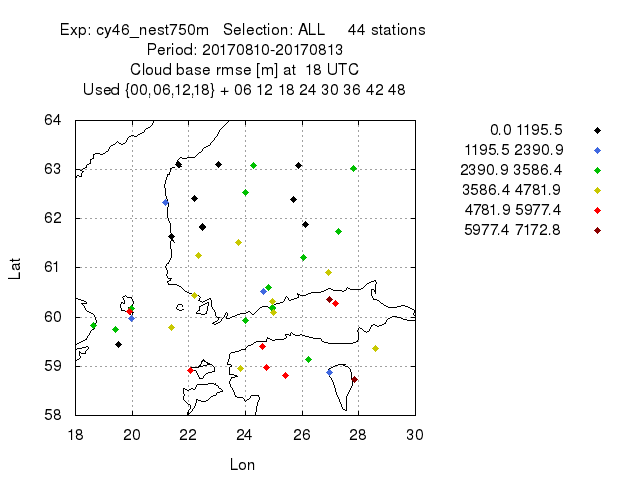 Exp: cy46_nest750m   Selection: ALL     44 stations
Period: 20170810-20170813
Cloud base rmse [m] at  18 UTC
Used {00,06,12,18} + 06 12 18 24 30 36 42 48
0.0 1195.5
1195.5 2390.9
2390.9 3586.4
3586.4 4781.9
4781.9 5977.4
5977.4 7172.8
64
63
62
61
60
59
58
Lat
18 20 22 24 26 28 30
Lon